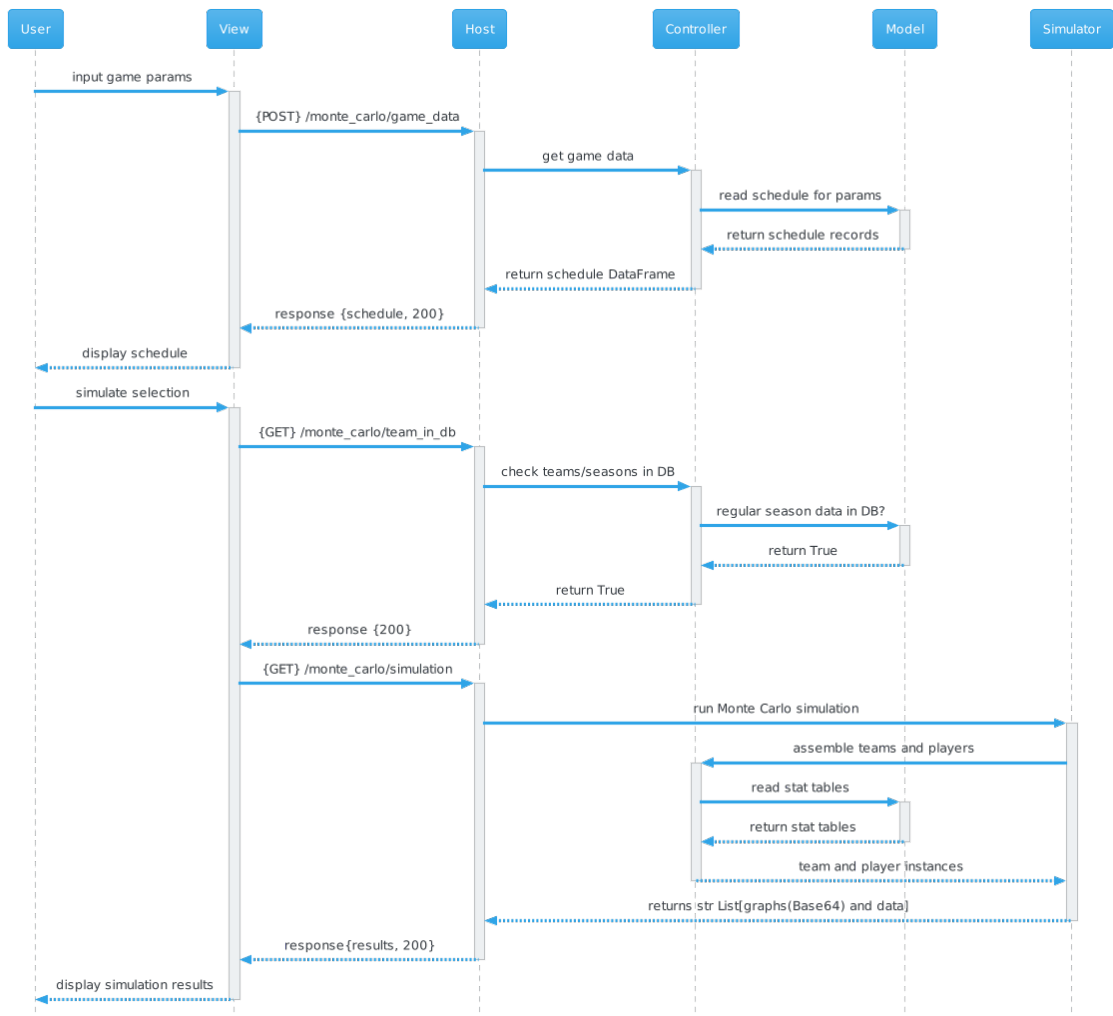 User
View
Host
Controller
Model
Simulator
input game params
{POST} /monte_carlo/game_data
get game data
read schedule for params
return schedule records
return schedule DataFrame
response {schedule, 200}
display schedule
simulate selection
{GET} /monte_carlo/team_in_db
check teams/seasons in DB
regular season data in DB?
return True
return True
response {200}
{GET} /monte_carlo/simulation
run Monte Carlo simulation
assemble teams and players
read stat tables
return stat tables
team and player instances
returns str List[graphs(Base64) and data]
response{results, 200}
display simulation results